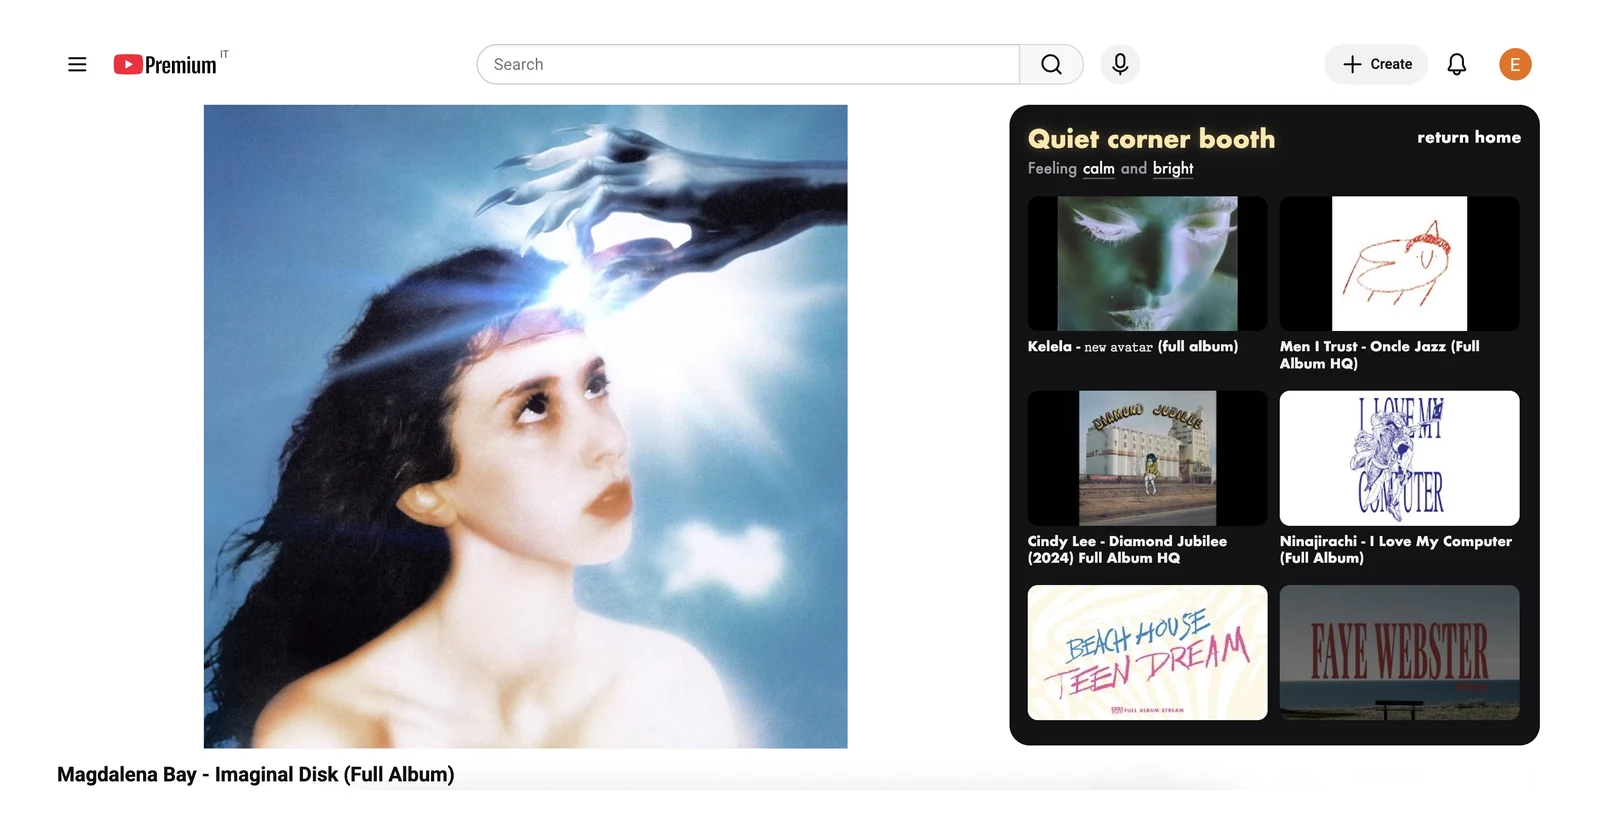 Premium IT
Search
Create
E
Quiet corner booth
return home
Feeling calm and bright
Kelela - new avatar (full album)
Men I Trust - Oncle Jazz (Full
Album HQ)
DIAMOND JUBILEE
Cindy Lee - Diamond Jubilee
(2024) Full Album HQ
I LOVE MY
COMPUTER
Ninajirachi - I Love My Computer
(Full Album)
BEACH HOUSE
TEEN DREAM
FULL ALBUM STREAM
FAYE WEBSTER
Magdalena Bay - Imaginal Disk (Full Album)